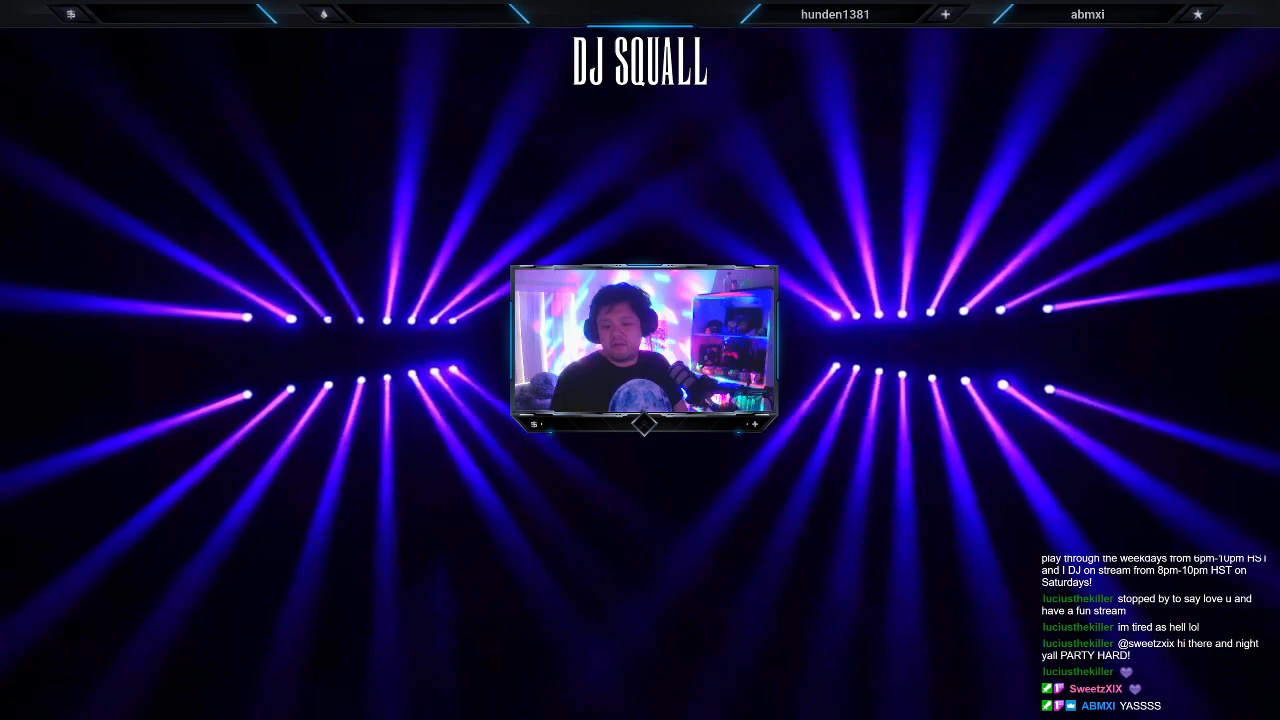 hunden1381
abmxi
DJ SQUALL
play through the weekdays from 6pm-10pm HST
and I DJ on stream from 8pm-10pm HST on
Saturdays!
luciusthekiller stopped by to say love u and
have a fun stream
luciusthekiller im tired as hell lol
luciusthekiller @sweetzxix hi there and night
yall PARTY HARD!
luciusthekiller
SweetzXIX
ABMXI YASSSS